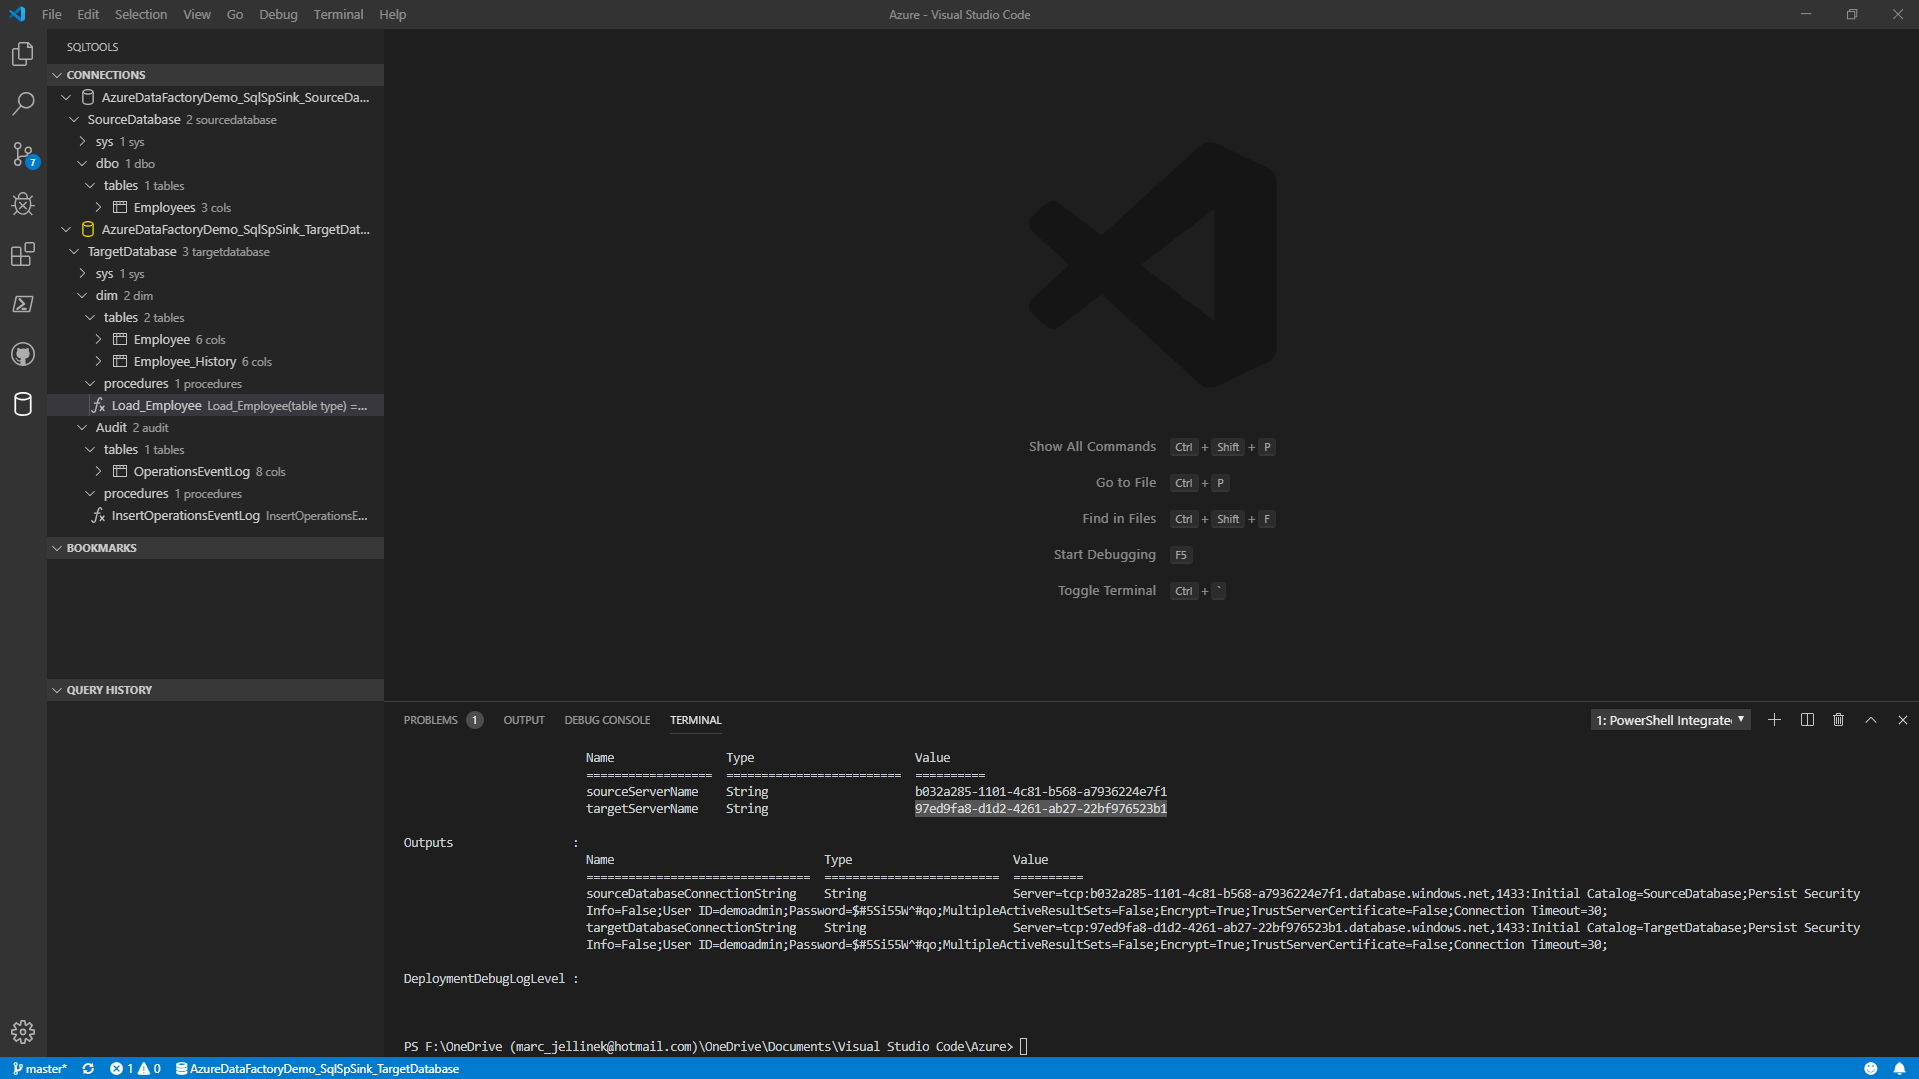 File Edit Selection View Go Debug Terminal Help
Azure - Visual Studio Code
SQLTOOLS
CONNECTIONS
AzureDataFactoryDemo_SqlSpSink_SourceDa...
SourceDatabase 2 sourcedatabase
sys 1 sys
dbo 1 dbo
tables 1 tables
Employees 3 cols
AzureDataFactoryDemo_SqlSpSink_TargetDat...
TargetDatabase 3 targetdatabase
sys 1 sys
dim 2 dim
tables 2 tables
Employee 6 cols
Employee_History 6 cols
procedures 1 procedures
Load_Employee Load_Employee(table type) =...
Audit 2 audit
tables 1 tables
OperationsEventLog 8 cols
procedures 1 procedures
InsertOperationsEventLog InsertOperationsE...
BOOKMARKS
QUERY HISTORY
7
Show All Commands Ctrl + Shift + P
Go to File Ctrl + P
Find in Files Ctrl + Shift + F
Start Debugging F5
Toggle Terminal Ctrl + `
PROBLEMS 1 OUTPUT DEBUG CONSOLE TERMINAL
1: PowerShell Integrate
Name Type Value
================== ========================= ==========
sourceServerName String b032a285-1101-4c81-b568-a7936224e7f1
targetServerName String 97ed9fa8-d1d2-4261-ab27-22bf976523b1
Outputs :
Name Type Value
================================ ========================= ==========
sourceDatabaseConnectionString String Server=tcp:b032a285-1101-4c81-b568-a7936224e7f1.database.windows.net,1433:Initial Catalog=SourceDatabase;Persist Security
Info=False;User ID=demoadmin;Password=$#5Si55W^#qo;MultipleActiveResultSets=False;Encrypt=True;TrustServerCertificate=False;Connection Timeout=30;
targetDatabaseConnectionString String Server=tcp:97ed9fa8-d1d2-4261-ab27-22bf976523b1.database.windows.net,1433:Initial Catalog=TargetDatabase;Persist Security
Info=False;User ID=demoadmin;Password=$#5Si55W^#qo;MultipleActiveResultSets=False;Encrypt=True;TrustServerCertificate=False;Connection Timeout=30;
DeploymentDebugLogLevel :
PS F:\OneDrive (marc_jellinek@hotmail.com)\OneDrive\Documents\Visual Studio Code\Azure>
master* 1 0 AzureDataFactoryDemo_SqlSpSink_TargetDatabase